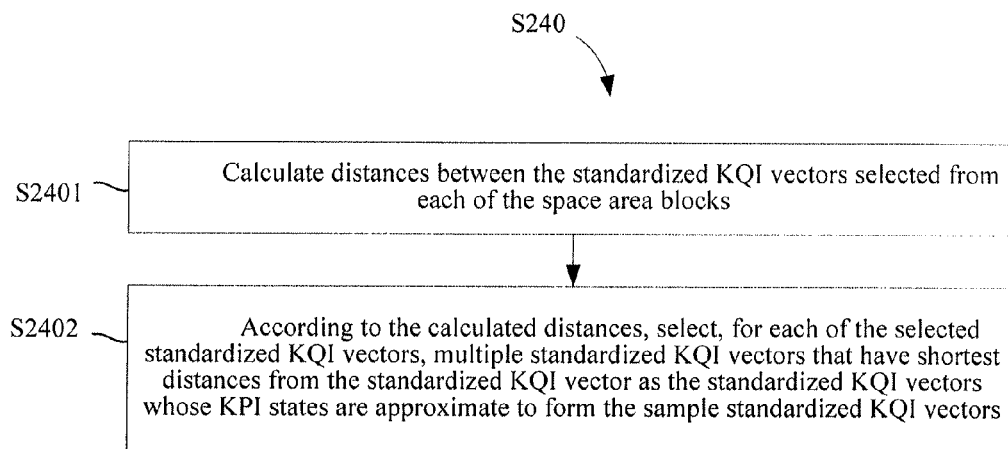 S240
S2401
Calculate distances between the standardized KQI vectors selected from
each of the space area blocks
S2402
According to the calculated distances, select, for each of the selected
standardized KQI vectors, multiple standardized KQI vectors that have shortest
distances from the standardized KQI vector as the standardized KQI vectors
whose KPI states are approximate to form the sample standardized KQI vectors